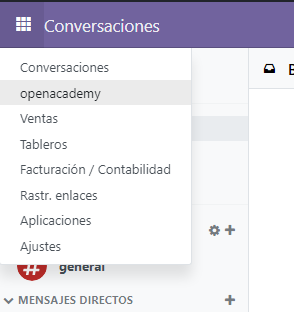 Conversaciones
Conversaciones
openacademy
Ventas
Tableros
Facturación / Contabilidad
Rastr. enlaces
Aplicaciones
Ajustes
general
MENSAJES DIRECTOS